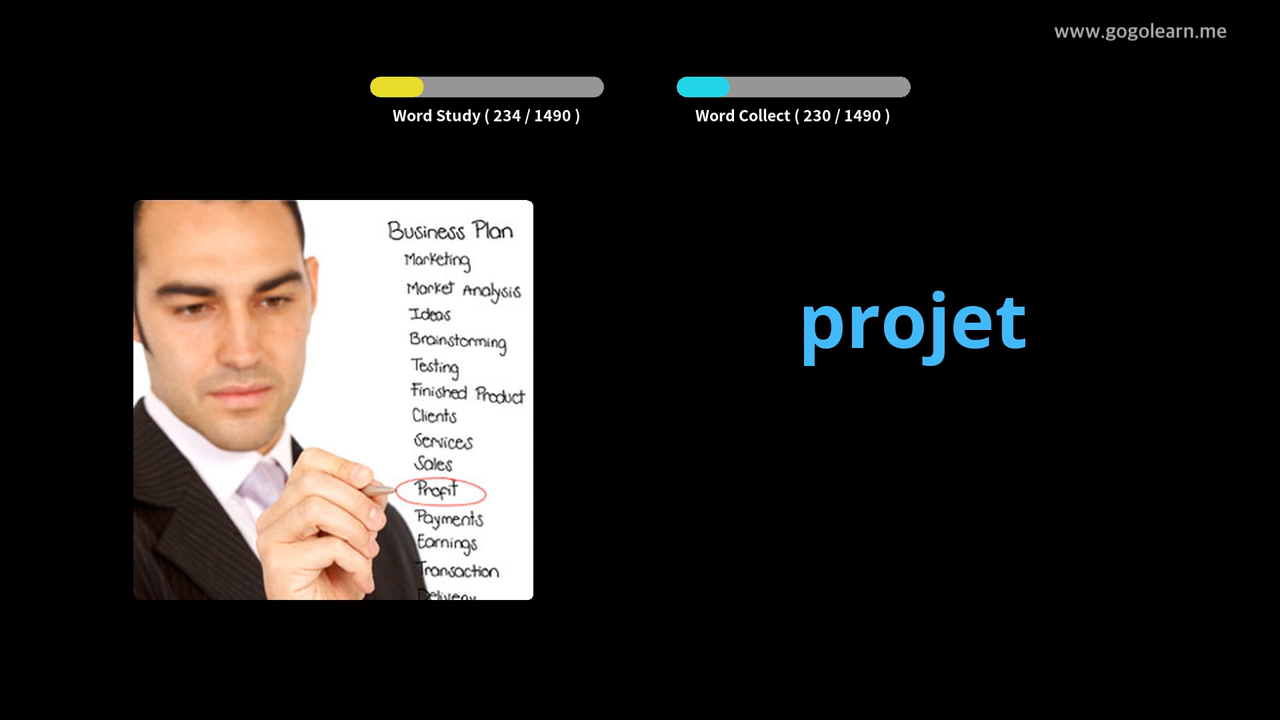 www.gogolearn.me
Word Study ( 234 / 1490 )
Word Collect ( 230 / 1490 )
Business Plan
Marketing
Market Analysis
Ideas
Brainstorming
Testing
Finished Product
Clients
Services
Sales
Profit
Payments
Earnings
Transaction
Delivery
projet